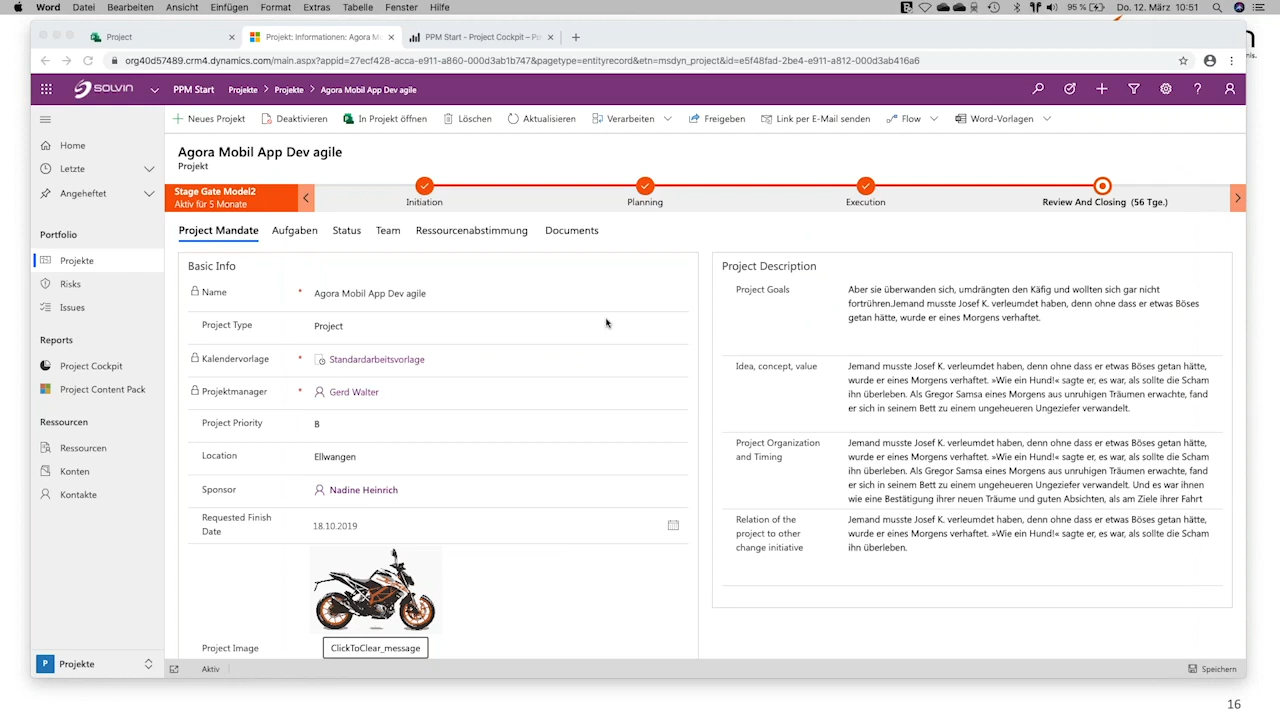 Word Datei Bearbeiten Ansicht Einfügen Format Extras Tabelle Fenster Hilfe 95 % Do. 12. März 10:51
Project Projekt: Informationen: Agora M PPM Start - Project Cockpit – Po
org40d57489.crm4.dynamics.com/main.aspx?appid=27ecf428-acca-e911-a860-000d3ab1b747&pagetype=entityrecord&etn=msdyn_project&id=e5f48fad-2be4-e911-a812-000d3ab416a6
SOLVIN PPM Start Projekte Projekte Agora Mobil App Dev agile
Neues Projekt Deaktivieren In Projekt öffnen Löschen Aktualisieren Verarbeiten Freigeben Link per E-Mail senden Flow Word-Vorlagen
Home
Letzte
Angeheftet
Portfolio
Projekte
Risks
Issues
Reports
Project Cockpit
Project Content Pack
Ressourcen
Ressourcen
Konten
Kontakte
P Projekte
Agora Mobil App Dev agile
Projekt
Stage Gate Model2
Aktiv für 5 Monate
Initiation Planning Execution Review And Closing (56 Tge.)
Project Mandate Aufgaben Status Team Ressourcenabstimmung Documents
Basic Info
Name * Agora Mobil App Dev agile
Project Type Project
Kalendervorlage * Standardarbeitsvorlage
Projektmanager * Gerd Walter
Project Priority B
Location Ellwangen
Sponsor Nadine Heinrich
Requested Finish
Date
18.10.2019
Project Image ClickToClear_message
Project Description
Project Goals
Aber sie überwanden sich, umdrängten den Käfig und wollten sich gar nicht
fortrühren.Jemand musste Josef K. verleumdet haben, denn ohne dass er etwas Böses
getan hätte, wurde er eines Morgens verhaftet.
Idea, concept, value
Jemand musste Josef K. verleumdet haben, denn ohne dass er etwas Böses getan hätte,
wurde er eines Morgens verhaftet. »Wie ein Hund!« sagte er, es war, als sollte die Scham
ihn überleben. Als Gregor Samsa eines Morgens aus unruhigen Träumen erwachte, fand
er sich in seinem Bett zu einem ungeheueren Ungeziefer verwandelt.
Project Organization
and Timing
Jemand musste Josef K. verleumdet haben, denn ohne dass er etwas Böses getan hätte,
wurde er eines Morgens verhaftet. »Wie ein Hund!« sagte er, es war, als sollte die Scham
ihn überleben. Als Gregor Samsa eines Morgens aus unruhigen Träumen erwachte, fand
er sich in seinem Bett zu einem ungeheueren Ungeziefer verwandelt. Und es war ihnen
wie eine Bestätigung ihrer neuen Träume und guten Absichten, als am Ziele ihrer Fahrt
Relation of the
project to other
change initiative
Jemand musste Josef K. verleumdet haben, denn ohne dass er etwas Böses getan hätte,
wurde er eines Morgens verhaftet. »Wie ein Hund!« sagte er, es war, als sollte die Scham
ihn überleben.
Aktiv Speichern
16